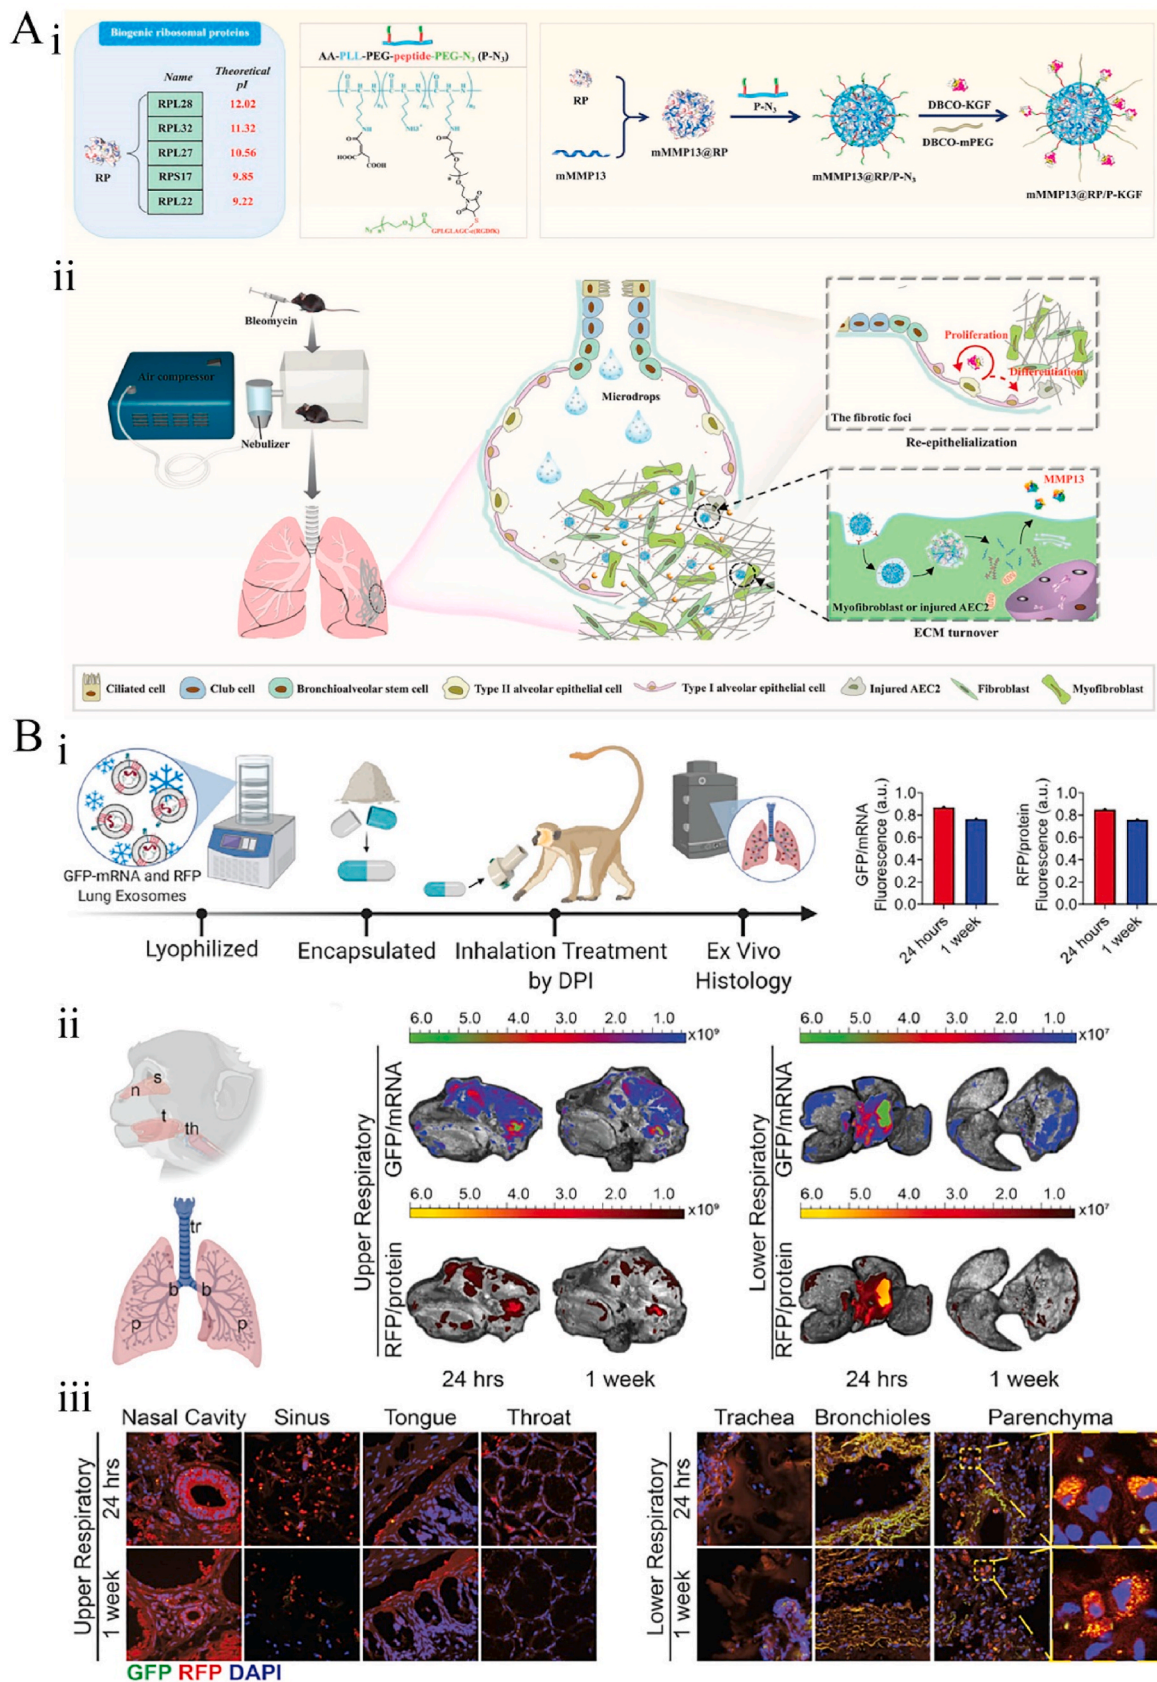 A
i
Biogenic ribosomal proteins
Name
Theoretical
pI
RPL28 12.02
RPL32 11.32
RPL27 10.56
RPS17 9.85
RPL22 9.22
RP
AA-PLL-PEG-peptide-PEG-N3 (P-N3)
NH
NH3+
NH
HOOC
COOH
GPLGLAGC-c(RGDfK)
RP
mMMP13
mMMP13@RP
P-N3
mMMP13@RP/P-N3
DBCO-KGF
DBCO-mPEG
mMMP13@RP/P-KGF
ii
Bleomycin
Air compressor
Nebulizer
Microdrops
Proliferation
Differentiation
The fibrotic foci
Re-epithelialization
MMP13
Myofibroblast or injured AEC2
ECM turnover
Ciliated cell
Club cell
Bronchioalveolar stem cell
Type II alveolar epithelial cell
Type I alveolar epithelial cell
Injured AEC2
Fibroblast
Myofibroblast
B
i
GFP-mRNA and RFP
Lung Exosomes
Lyophilized
Encapsulated
Inhalation Treatment
by DPI
Ex Vivo
Histology
GFP/mRNA
Fluorescence (a.u.)
1.0
0.8
0.6
0.4
0.2
0.0
24 hours
1 week
RFP/protein
Fluorescence (a.u.)
1.0
0.8
0.6
0.4
0.2
0.0
24 hours
1 week
ii
n
s
t
th
tr
b
b
p
p
Upper Respiratory
GFP/mRNA
6.0 5.0 4.0 3.0 2.0 1.0
x10⁹
RFP/protein
6.0 5.0 4.0 3.0 2.0 1.0
x10⁹
24 hrs
1 week
Lower Respiratory
GFP/mRNA
6.0 5.0 4.0 3.0 2.0 1.0
x10⁷
RFP/protein
6.0 5.0 4.0 3.0 2.0 1.0
x10⁷
24 hrs
1 week
iii
Nasal Cavity Sinus Tongue Throat
Upper Respiratory
24 hrs
1 week
GFP RFP DAPI
Trachea Bronchioles Parenchyma
Lower Respiratory
24 hrs
1 week